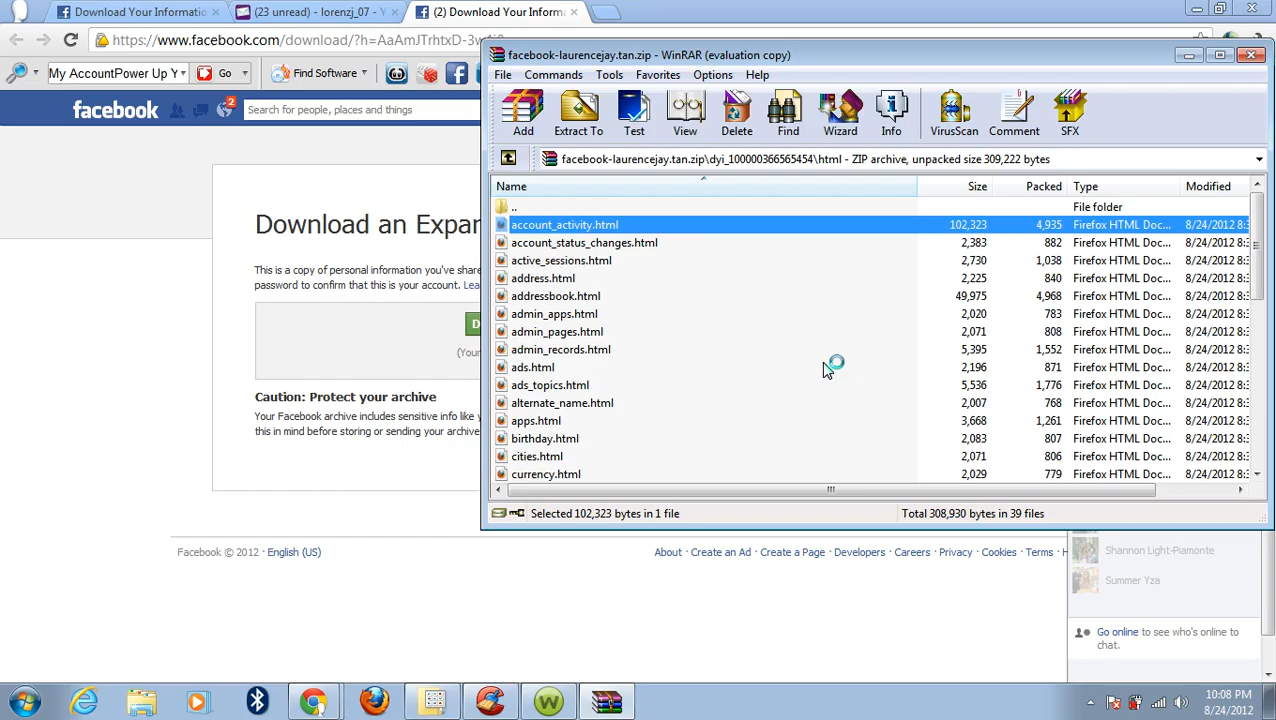 Download Your Informatio
(23 unread) - lorenzj_07 - Y
(2) Download Your Informa
https://www.facebook.com/download/?h=AaAmJTrhtxD-3w
My AccountPower Up Y
Go
Find Software
facebook
2
Search for people, places and things
Download an Expan
This is a copy of personal information you've share
password to confirm that this is your account. Lea
D
(You
Caution: Protect your archive
Your Facebook archive includes sensitive info like y
this in mind before storing or sending your archive
facebook-laurencejay.tan.zip - WinRAR (evaluation copy)
File Commands Tools Favorites Options Help
Add Extract To Test View Delete Find Wizard Info VirusScan Comment SFX
facebook-laurencejay.tan.zip\dyi_100000366565454\html - ZIP archive, unpacked size 309,222 bytes
Name Size Packed Type Modified
.. File folder
account_activity.html 102,323 4,935 Firefox HTML Doc... 8/24/2012 8:3
account_status_changes.html 2,383 882 Firefox HTML Doc... 8/24/2012 8:3
active_sessions.html 2,730 1,038 Firefox HTML Doc... 8/24/2012 8:3
address.html 2,225 840 Firefox HTML Doc... 8/24/2012 8:3
addressbook.html 49,975 4,968 Firefox HTML Doc... 8/24/2012 8:3
admin_apps.html 2,020 783 Firefox HTML Doc... 8/24/2012 8:3
admin_pages.html 2,071 808 Firefox HTML Doc... 8/24/2012 8:3
admin_records.html 5,395 1,552 Firefox HTML Doc... 8/24/2012 8:3
ads.html 2,196 871 Firefox HTML Doc... 8/24/2012 8:3
ads_topics.html 5,536 1,776 Firefox HTML Doc... 8/24/2012 8:3
alternate_name.html 2,007 768 Firefox HTML Doc... 8/24/2012 8:3
apps.html 3,668 1,261 Firefox HTML Doc... 8/24/2012 8:3
birthday.html 2,083 807 Firefox HTML Doc... 8/24/2012 8:3
cities.html 2,071 806 Firefox HTML Doc... 8/24/2012 8:3
currency.html 2,029 779 Firefox HTML Doc... 8/24/2012 8:3
Selected 102,323 bytes in 1 file Total 308,930 bytes in 39 files
Facebook © 2012 · English (US)
About · Create an Ad · Create a Page · Developers · Careers · Privacy · Cookies · Terms · H
Shannon Light-Piamonte
Summer Yza
Go online to see who's online to
chat.
10:08 PM
8/24/2012